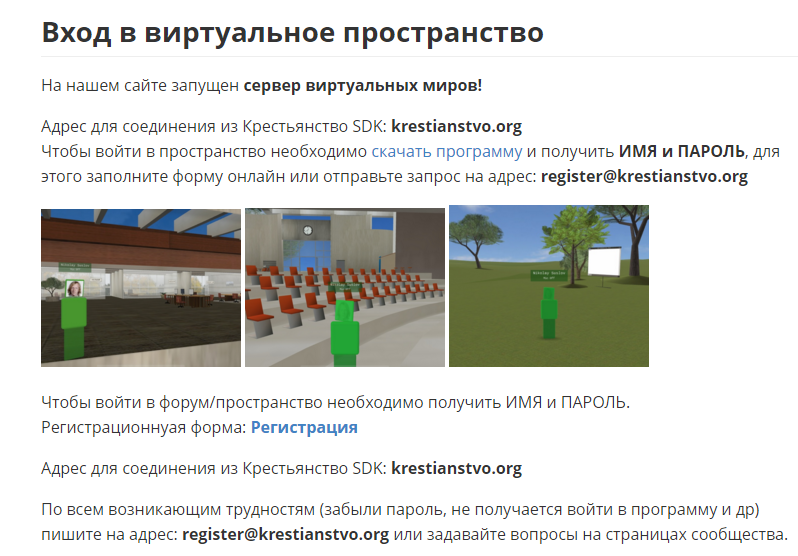 Вход в виртуальное пространство
На нашем сайте запущен сервер виртуальных миров!
Адрес для соединения из Крестьянство SDK: krestianstvo.org
Чтобы войти в пространство необходимо скачать программу и получить ИМЯ и ПАРОЛЬ, для
этого заполните форму онлайн или отправьте запрос на адрес: register@krestianstvo.org
Чтобы войти в форум/пространство необходимо получить ИМЯ и ПАРОЛЬ.
Регистрационнуая форма: Регистрация
Адрес для соединения из Крестьянство SDK: krestianstvo.org
По всем возникающим трудностям (забыли пароль, не получается войти в программу и др)
пишите на адрес: register@krestianstvo.org или задавайте вопросы на страницах сообщества.